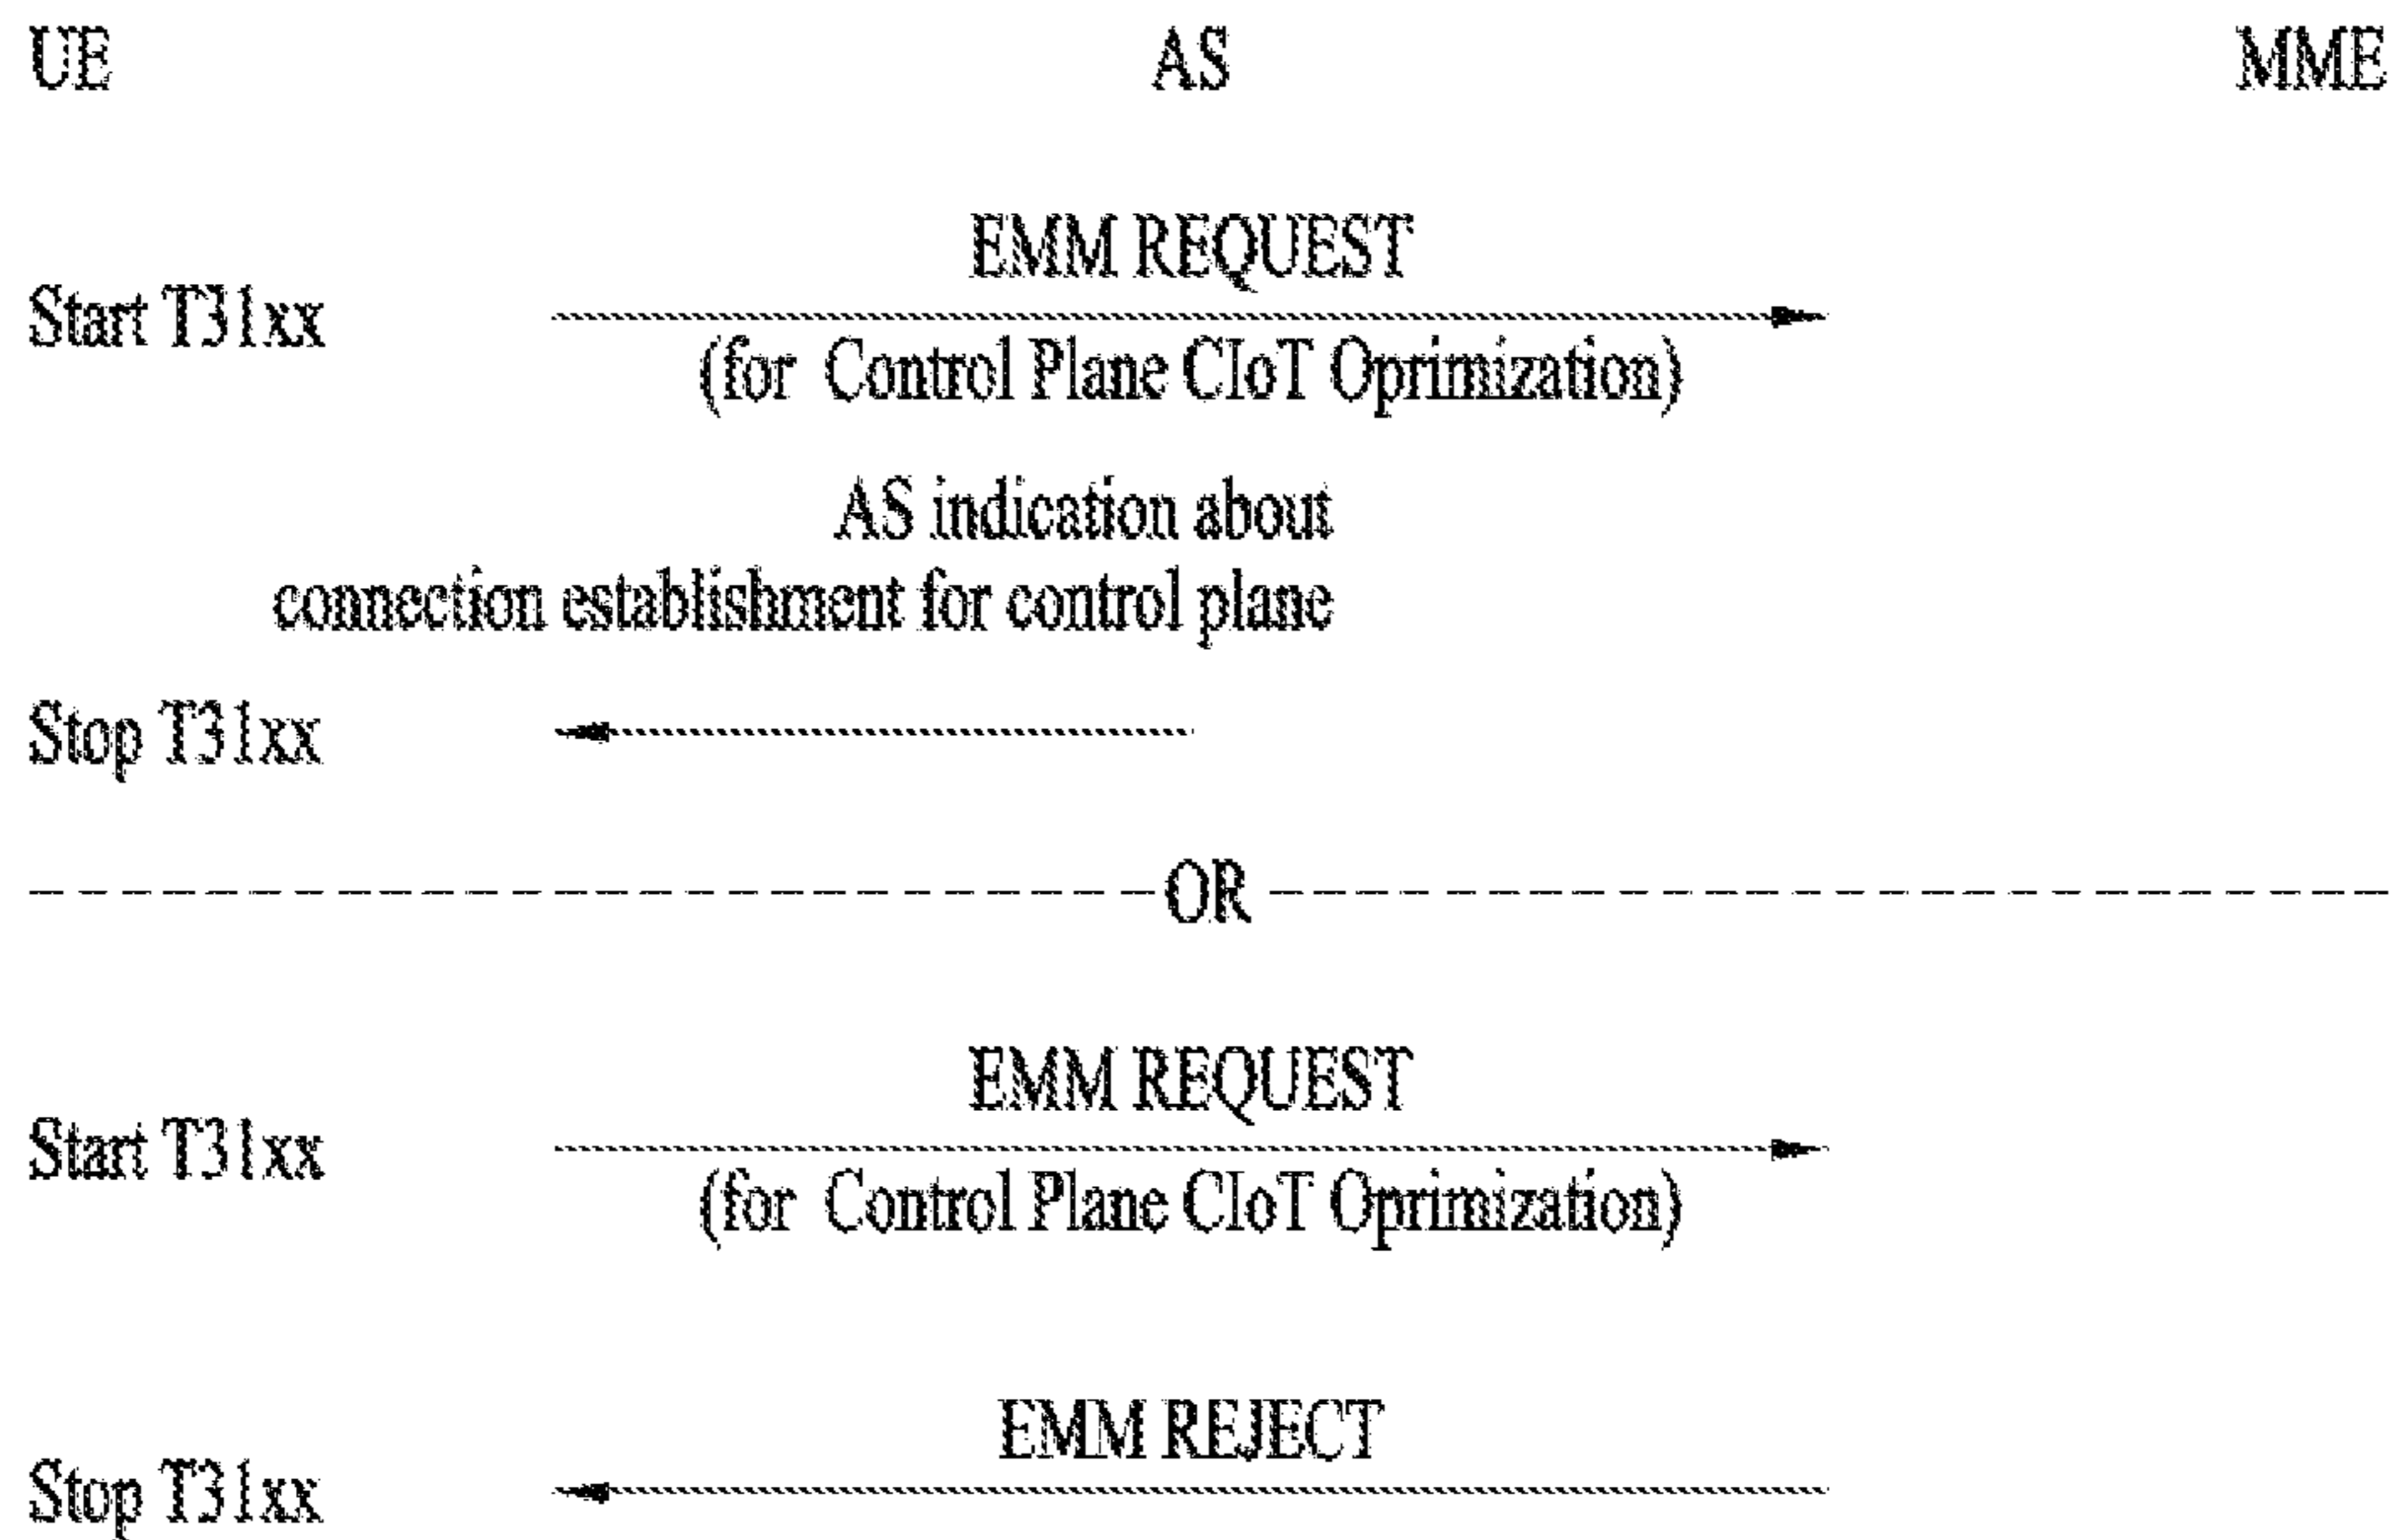 UE AS MME
EMM REQUEST
Start T31xx
(for Control Plane CIoT Oprimization)
AS indication about
connection establishment for control plane
Stop T31xx
OR
EMM REQUEST
Start T31xx
(for Control Plane CIoT Oprimization)
EMM REJECT
Stop T31xx